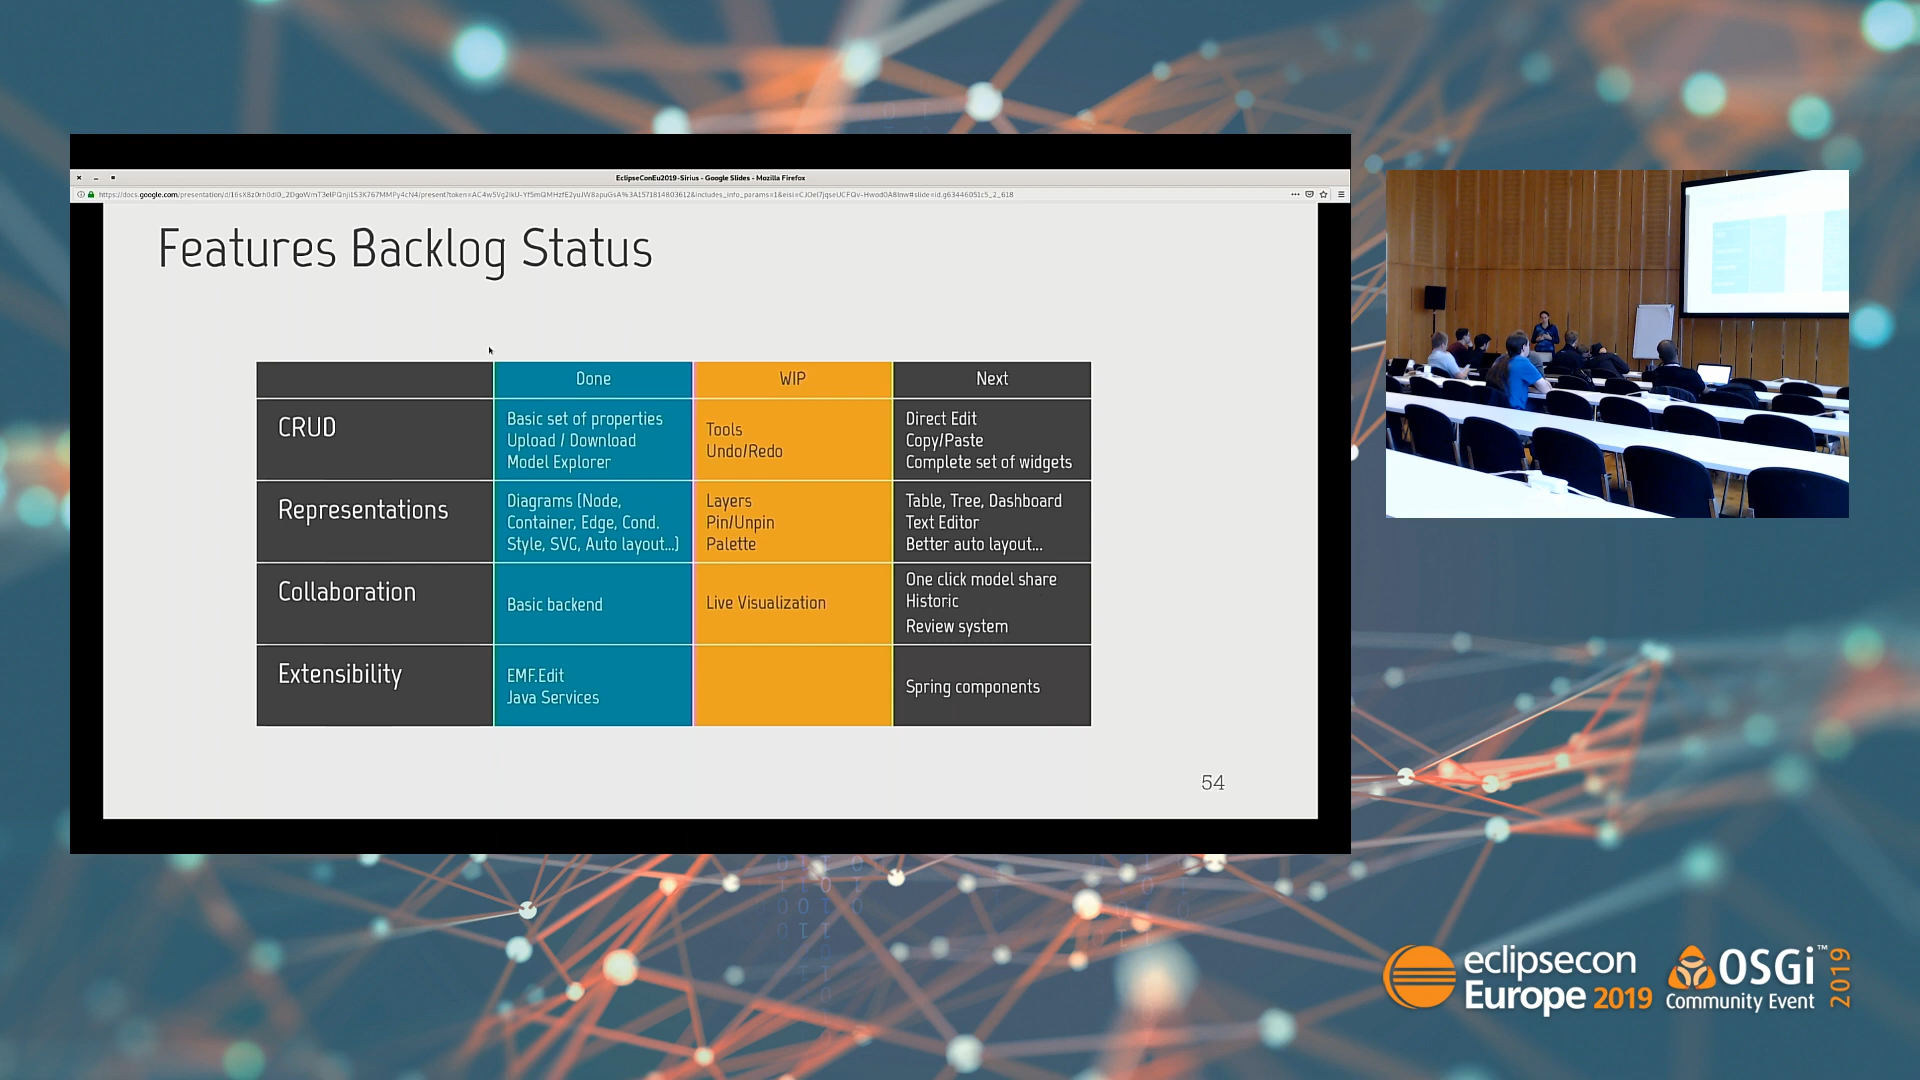 EclipseConEu2019-Sirius - Google Slides - Mozilla Firefox
Features Backlog Status
Done
WIP
Next
CRUD
Basic set of properties
Upload / Download
Model Explorer
Tools
Undo/Redo
Direct Edit
Copy/Paste
Complete set of widgets
Representations
Diagrams (Node,
Container, Edge, Cond.
Style, SVG, Auto layout...)
Layers
Pin/Unpin
Palette
Table, Tree, Dashboard
Text Editor
Better auto layout...
Collaboration
Basic backend
Live Visualization
One click model share
Historic
Review system
Extensibility
EMF.Edit
Java Services
Spring components
54
eclipsecon
Europe 2019
OSGi™
Community Event
2019